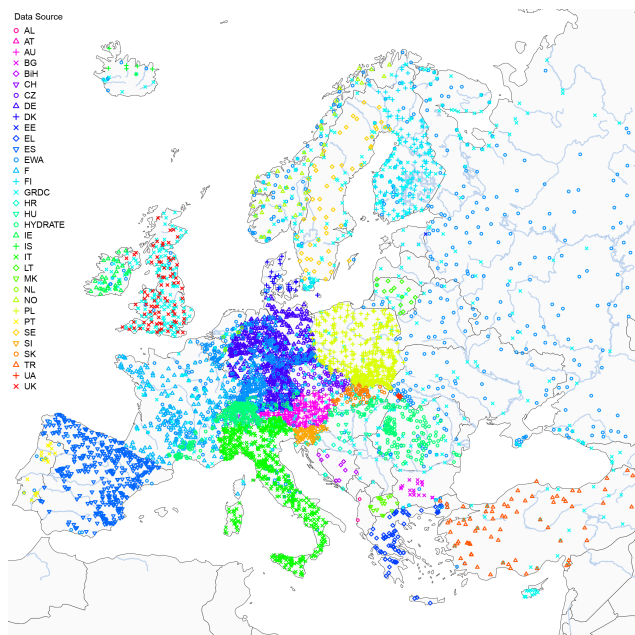 Data Source
AL
AT
AU
BG
BiH
CH
CZ
DE
DK
EE
EL
ES
EWA
F
FI
GRDC
HR
HU
HYDRATE
IE
IS
IT
LT
MK
NL
NO
PL
PT
SE
SI
SK
TR
UA
UK